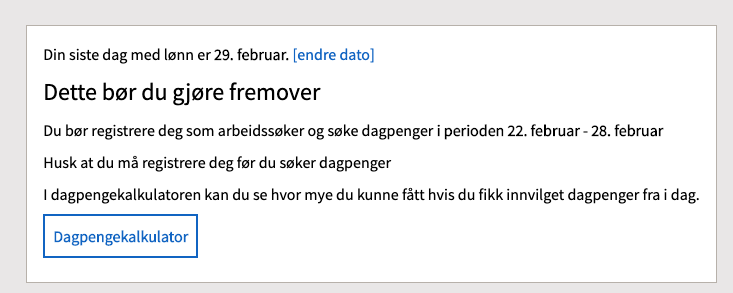 Din siste dag med lønn er 29. februar. [endre dato]
Dette bør du gjøre fremover
Du bør registrere deg som arbeidssøker og søke dagpenger i perioden 22. februar - 28. februar
Husk at du må registrere deg før du søker dagpenger
I dagpengekalkulatoren kan du se hvor mye du kunne fått hvis du fikk innvilget dagpenger fra i dag.
Dagpengekalkulator